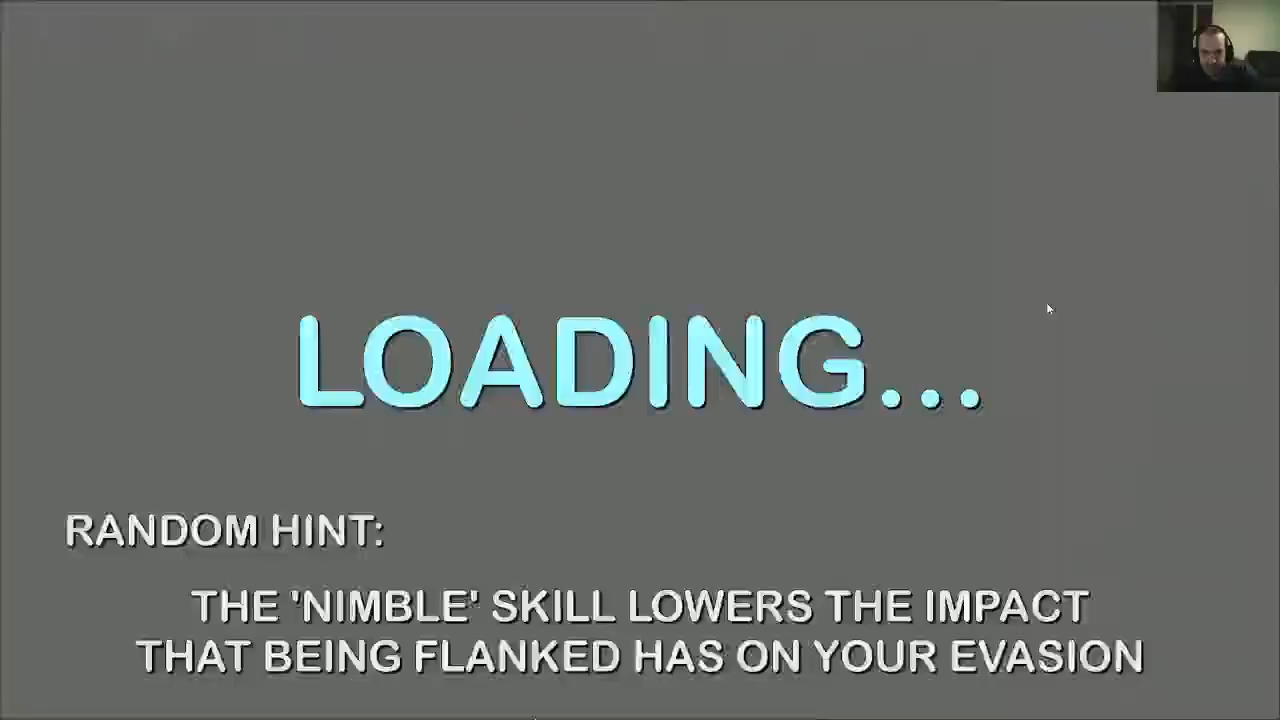 LOADING...
RANDOM HINT:
THE 'NIMBLE' SKILL LOWERS THE IMPACT
THAT BEING FLANKED HAS ON YOUR EVASION